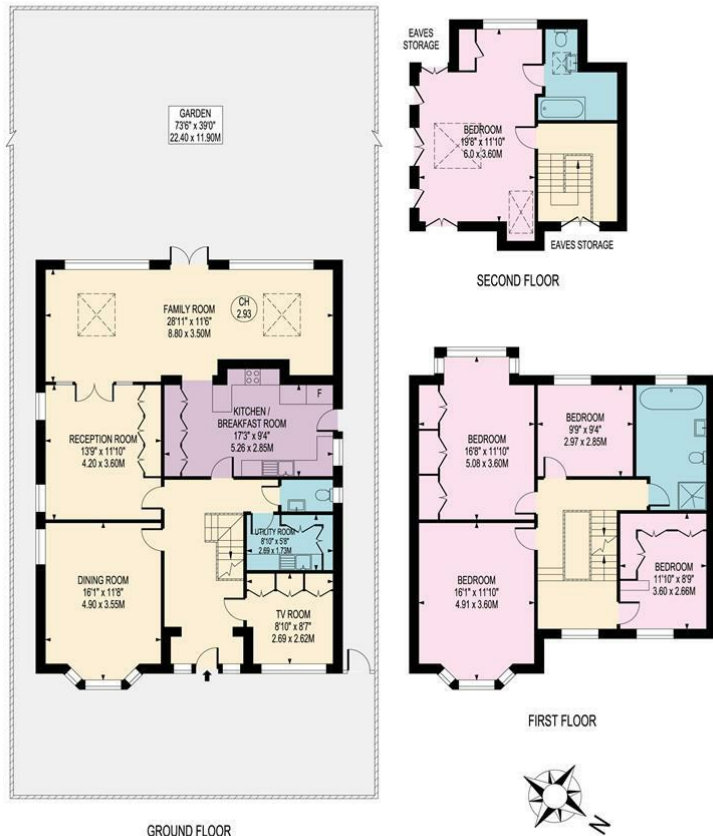 GARDEN
73'6" x 39'0"
22.40 x 11.90M
FAMILY ROOM
28'11" x 11'6"
8.80 x 3.50M
CH
2.93
KITCHEN /
BREAKFAST ROOM
17'3" x 9'4"
5.26 x 2.85M
F
RECEPTION ROOM
13'9" x 11'10"
4.20 x 3.60M
UTILITY ROOM
8'10" x 5'8"
2.69 x 1.73M
DINING ROOM
16'1" x 11'8"
4.90 x 3.55M
TV ROOM
8'10" x 8'7"
2.69 x 2.62M
GROUND FLOOR
EAVES
STORAGE
BEDROOM
19'8" x 11'10"
6.0 x 3.60M
EAVES STORAGE
SECOND FLOOR
BEDROOM
16'8" x 11'10"
5.08 x 3.60M
BEDROOM
9'9" x 9'4"
2.97 x 2.85M
BEDROOM
16'1" x 11'10"
4.91 x 3.60M
BEDROOM
11'10" x 8'9"
3.60 x 2.66M
FIRST FLOOR
N